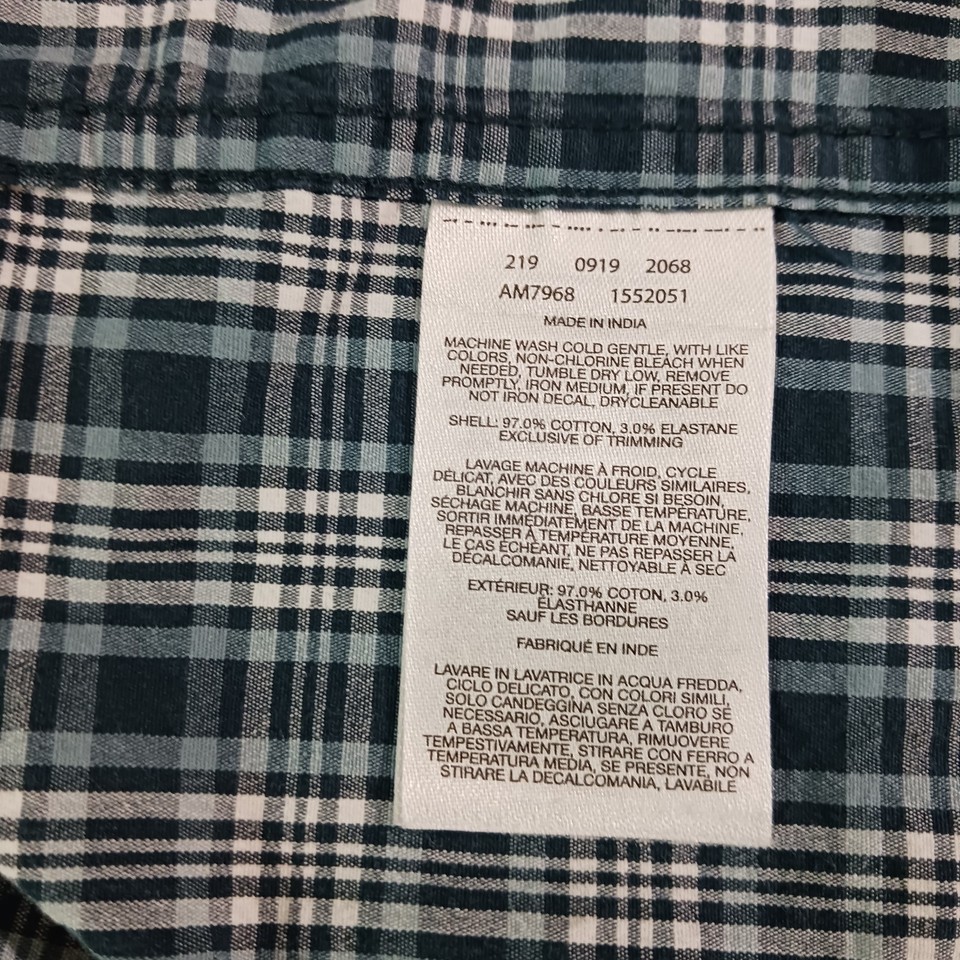 219 0919 2068
AM7968 1552051
MADE IN INDIA
MACHINE WASH COLD GENTLE, WITH LIKE
COLORS, NON-CHLORINE BLEACH WHEN
NEEDED, TUMBLE DRY LOW, REMOVE
PROMPTLY, IRON MEDIUM, IF PRESENT DO
NOT IRON DECAL, DRYCLEANABLE
SHELL: 97.0% COTTON, 3.0% ELASTANE
EXCLUSIVE OF TRIMMING
LAVAGE MACHINE À FROID, CYCLE
DÉLICAT, AVEC DES COULEURS SIMILAIRES,
BLANCHIR SANS CHLORE SI BESOIN,
SÉCHAGE MACHINE, BASSE TEMPÉRATURE,
SORTIR IMMÉDIATEMENT DE LA MACHINE,
REPASSER À TEMPÉRATURE MOYENNE,
LE CAS ÉCHÉANT, NE PAS REPASSER LA
DÉCALCOMANIE, NETTOYABLE À SEC
EXTÉRIEUR: 97.0% COTON, 3.0%
ÉLASTHANNE
SAUF LES BORDURES
FABRIQUÉ EN INDE
LAVARE IN LAVATRICE IN ACQUA FREDDA,
CICLO DELICATO, CON COLORI SIMILI,
SOLO CANDEGGINA SENZA CLORO SE
NECESSARIO, ASCIUGARE A TAMBURO
A BASSA TEMPERATURA, RIMUOVERE
TEMPESTIVAMENTE, STIRARE CON FERRO A
TEMPERATURA MEDIA, SE PRESENTE, NON
STIRARE LA DECALCOMANIA, LAVABILE